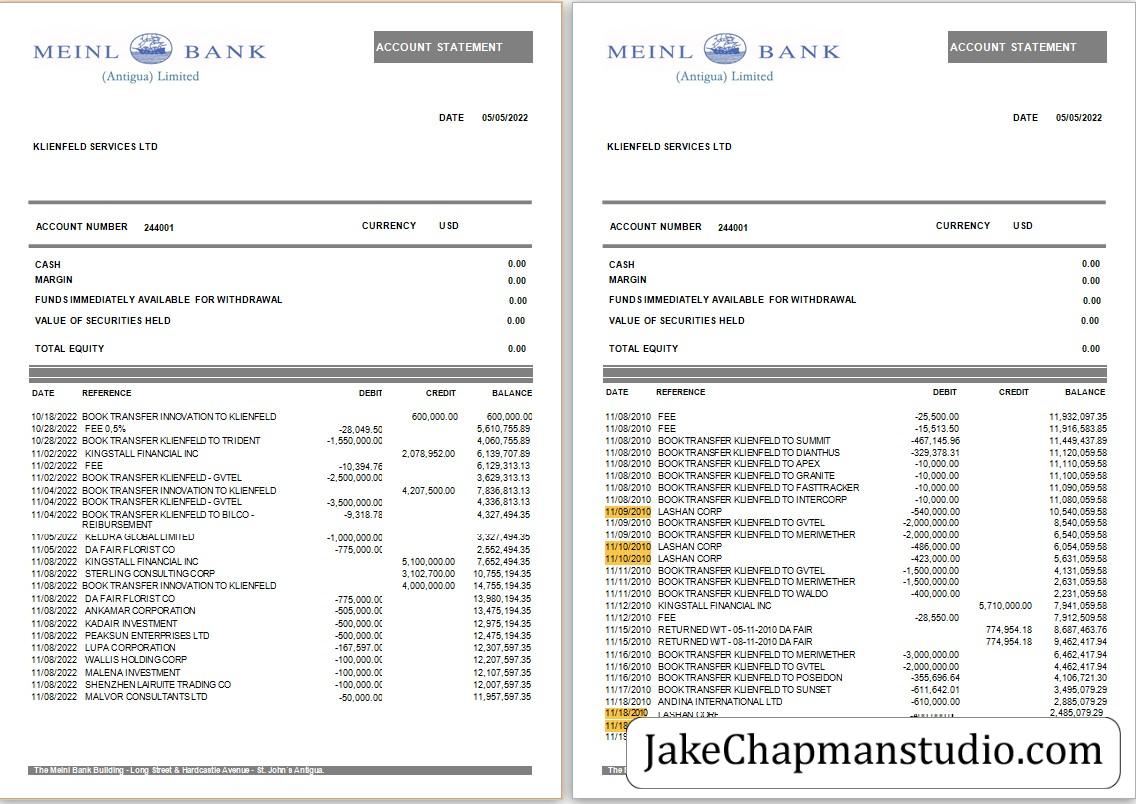 MEINL BANK
(Antigua) Limited
ACCOUNT STATEMENT
DATE 05/05/2022
KLIENFELD SERVICES LTD
ACCOUNT NUMBER 244001 CURRENCY USD
CASH 0.00
MARGIN 0.00
FUNDS IMMEDIATELY AVAILABLE FOR WITHDRAWAL 0.00
VALUE OF SECURITIES HELD 0.00
TOTAL EQUITY 0.00
DATE REFERENCE DEBIT CREDIT BALANCE
10/18/2022 BOOK TRANSFER INNOVATION TO KLIENFELD 600,000.00 600,000.00
10/28/2022 FEE 0,5% -28,049.50 5,610,755.89
10/28/2022 BOOK TRANSFER KLIENFELD TO TRIDENT -1,550,000.00 4,060,755.89
11/02/2022 KINGSTALL FINANCIAL INC 2,078,952.00 6,139,707.89
11/02/2022 FEE -10,394.76 6,129,313.13
11/02/2022 BOOK TRANSFER KLIENFELD - GVTEL -2,500,000.00 3,629,313.13
11/04/2022 BOOK TRANSFER INNOVATION TO KLIENFELD 4,207,500.00 7,836,813.13
11/04/2022 BOOK TRANSFER KLIENFELD - GVTEL -3,500,000.00 4,336,813.13
11/04/2022 BOOK TRANSFER KLIENFELD TO BILCO - -9,318.78 4,327,494.35
REIBURSEMENT
11/05/2022 KELDRA GLOBAL LIMITED -1,000,000.00 3,327,494.35
11/05/2022 DA FAIR FLORIST CO -775,000.00 2,552,494.35
11/08/2022 KINGSTALL FINANCIAL INC 5,100,000.00 7,652,494.35
11/08/2022 STERLING CONSULTING CORP 3,102,700.00 10,755,194.35
11/08/2022 BOOK TRANSFER INNOVATION TO KLIENFELD 4,000,000.00 14,755,194.35
11/08/2022 DA FAIR FLORIST CO -775,000.00 13,980,194.35
11/08/2022 ANKAMAR CORPORATION -505,000.00 13,475,194.35
11/08/2022 KADAIR INVESTMENT -500,000.00 12,975,194.35
11/08/2022 PEAKSUN ENTERPRISES LTD -500,000.00 12,475,194.35
11/08/2022 LUPA CORPORATION -167,597.00 12,307,597.35
11/08/2022 WALLIS HOLDING CORP -100,000.00 12,207,597.35
11/08/2022 MALENA INVESTMENT -100,000.00 12,107,597.35
11/08/2022 SHENZHEN LAIRUITE TRADING CO -100,000.00 12,007,597.35
11/08/2022 MALVOR CONSULTANTS LTD -50,000.00 11,957,597.35
The Meinl Bank Building - Long Street & Hardcastle Avenue - St. John´s Antigua.
MEINL BANK
(Antigua) Limited
ACCOUNT STATEMENT
DATE 05/05/2022
KLIENFELD SERVICES LTD
ACCOUNT NUMBER 244001 CURRENCY USD
CASH 0.00
MARGIN 0.00
FUNDS IMMEDIATELY AVAILABLE FOR WITHDRAWAL 0.00
VALUE OF SECURITIES HELD 0.00
TOTAL EQUITY 0.00
DATE REFERENCE DEBIT CREDIT BALANCE
11/08/2010 FEE -25,500.00 11,932,097.35
11/08/2010 FEE -15,513.50 11,916,583.85
11/08/2010 BOOK TRANSFER KLIENFELD TO SUMMIT -467,145.96 11,449,437.89
11/08/2010 BOOK TRANSFER KLIENFELD TO DIANTHUS -329,378.31 11,120,059.58
11/08/2010 BOOK TRANSFER KLIENFELD TO APEX -10,000.00 11,110,059.58
11/08/2010 BOOK TRANSFER KLIENFELD TO GRANITE -10,000.00 11,100,059.58
11/08/2010 BOOK TRANSFER KLIENFELD TO FASTTRACKER -10,000.00 11,090,059.58
11/08/2010 BOOK TRANSFER KLIENFELD TO INTERCORP -10,000.00 11,080,059.58
11/09/2010 LASHAN CORP -540,000.00 10,540,059.58
11/09/2010 BOOK TRANSFER KLIENFELD TO GVTEL -2,000,000.00 8,540,059.58
11/09/2010 BOOK TRANSFER KLIENFELD TO MERIWETHER -2,000,000.00 6,540,059.58
11/10/2010 LASHAN CORP -486,000.00 6,054,059.58
11/10/2010 LASHAN CORP -423,000.00 5,631,059.58
11/11/2010 BOOK TRANSFER KLIENFELD TO GVTEL -1,500,000.00 4,131,059.58
11/11/2010 BOOK TRANSFER KLIENFELD TO MERIWETHER -1,500,000.00 2,631,059.58
11/11/2010 BOOK TRANSFER KLIENFELD TO WALDO -400,000.00 2,231,059.58
11/12/2010 KINGSTALL FINANCIAL INC 5,710,000.00 7,941,059.58
11/12/2010 FEE -28,550.00 7,912,509.58
11/15/2010 RETURNED W/T - 05-11-2010 DA FAIR 774,954.18 8,687,463.76
11/15/2010 RETURNED W/T - 08-11-2010 DA FAIR 774,954.18 9,462,417.94
11/16/2010 BOOK TRANSFER KLIENFELD TO MERIWETHER -3,000,000.00 6,462,417.94
11/16/2010 BOOK TRANSFER KLIENFELD TO GVTEL -2,000,000.00 4,462,417.94
11/16/2010 BOOK TRANSFER KLIENFELD TO POSEIDON -355,696.64 4,106,721.30
11/17/2010 BOOK TRANSFER KLIENFELD TO SUNSET -611,642.01 3,495,079.29
11/18/2010 ANDINA INTERNATIONAL LTD -610,000.00 2,885,079.29
11/18/2010 LASHAN CORP 2,485,079.29
11/18
11/19
The
JakeChapmanstudio.com